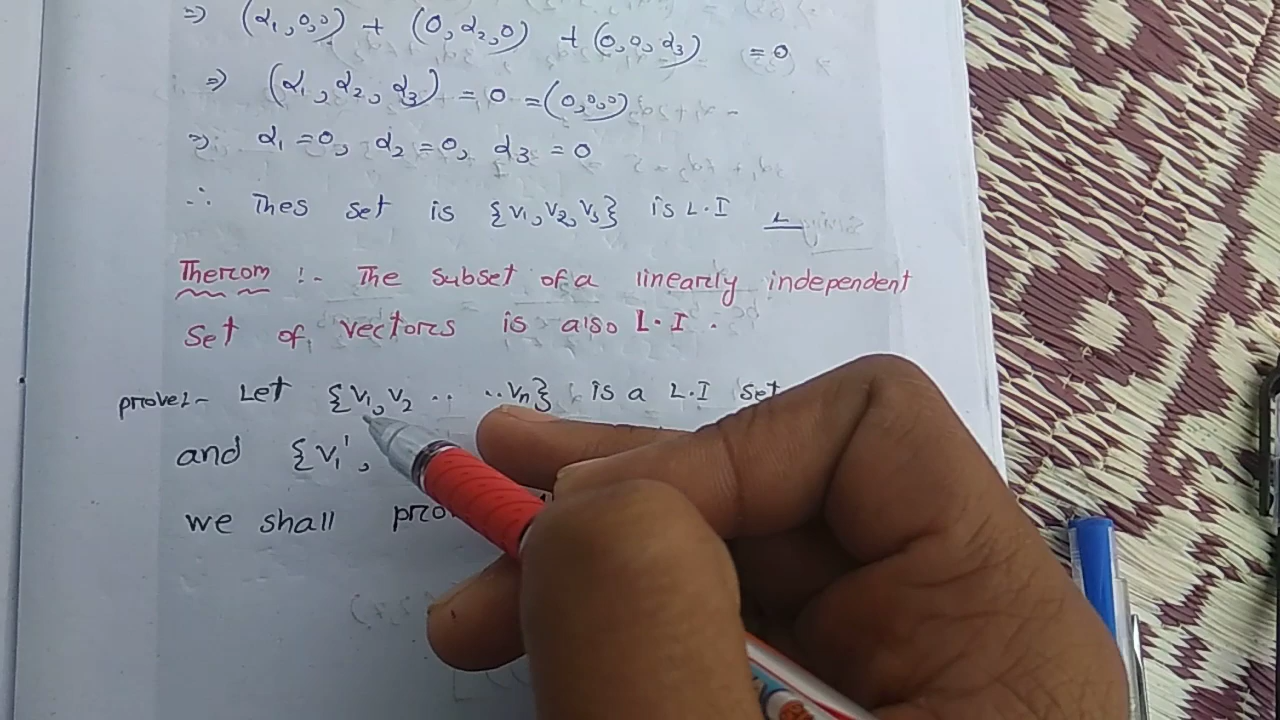 ⇒ (α1,0,0) + (0,α2,0) + (0,0,α3) = 0
⇒ (α1,α2,α3) = 0 = (0,0,0)
⇒ α1 = 0, α2 = 0, α3 = 0
∴ Thes set is {v1,v2,v3} is L.I
Therom :- The subset of a linearly independent
set of vectors is also L.I.
prove:- Let {v1,v2 .. ..vn} is a L.I set
and {v1',
we shall